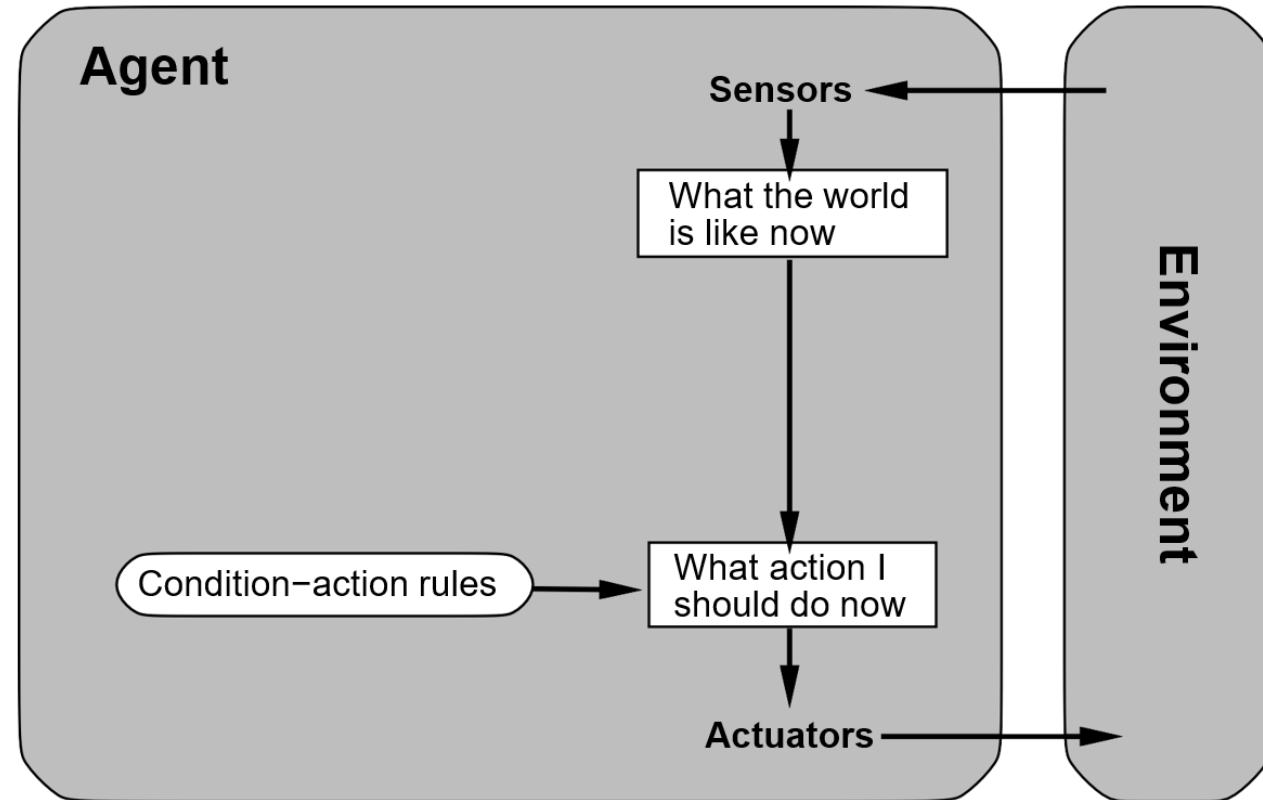 Agent
Sensors
What the world
is like now
Environment
Condition−action rules
What action I
should do now
Actuators